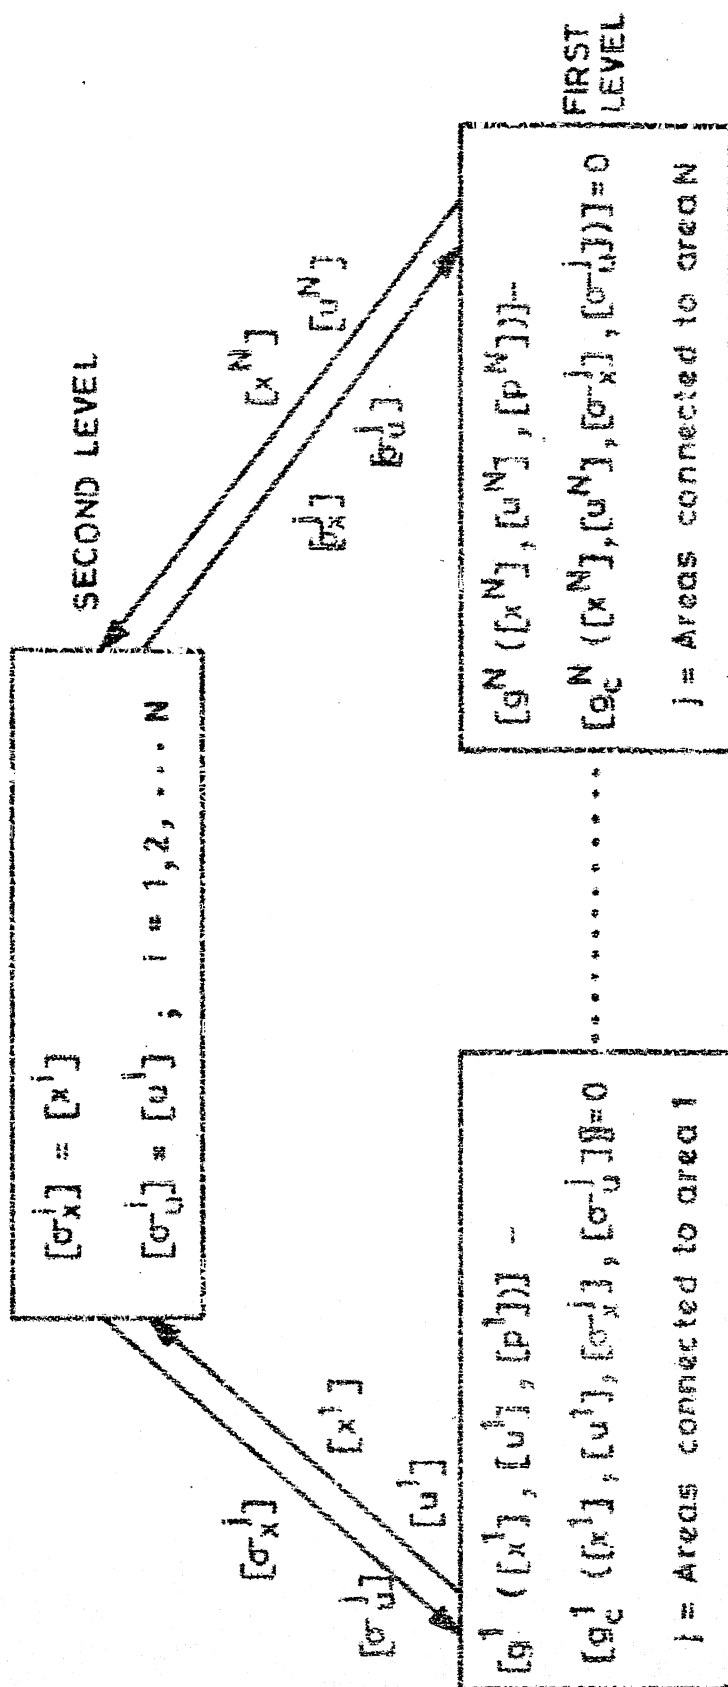 SECOND LEVEL
[σ_x^i] = [x^i]
[σ_u^i] = [u^i] ; i = 1,2, ... N
[σ_x^j]
[σ_u^j]
[x^1]
[u^1]
[x^N]
[u^N]
[σ_x^j]
[σ_u^j]
[g^1 ([x^1],[u^1],[p^1])] -
[g_c^1 ([x^1],[u^1],[σ_x^j],[σ_u^j])]=0
j = Areas connected to area 1
..........
[g^N ([x^N],[u^N],[p^N])]-
[g_c^N ([x^N],[u^N],[σ_x^j],[σ_u^j])]=0
j = Areas connected to area N
FIRST
LEVEL